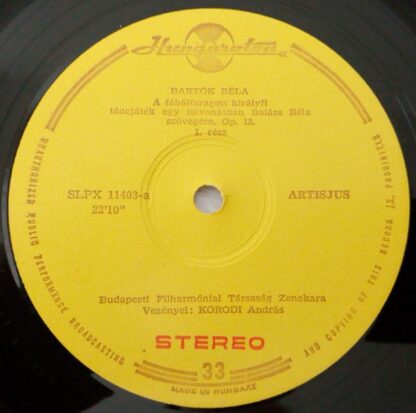 Hungaroton
BARTÓK BÉLA
A fából faragott királyfi
táncjáték egy felvonásban Balázs Béla
szövegére, Op. 13.
I. rész
SLPX 11403-a
22'10"
ARTISJUS
Budapesti Filharmóniai Társaság Zenekara
Vezényel: KÓRODI András
STEREO
33
MADE IN HUNGARY
UNAUTHORIZED PUBLIC PERFORMANCE BROADCASTING
AND COPYING OF THIS RECORD IS PROHIBITED